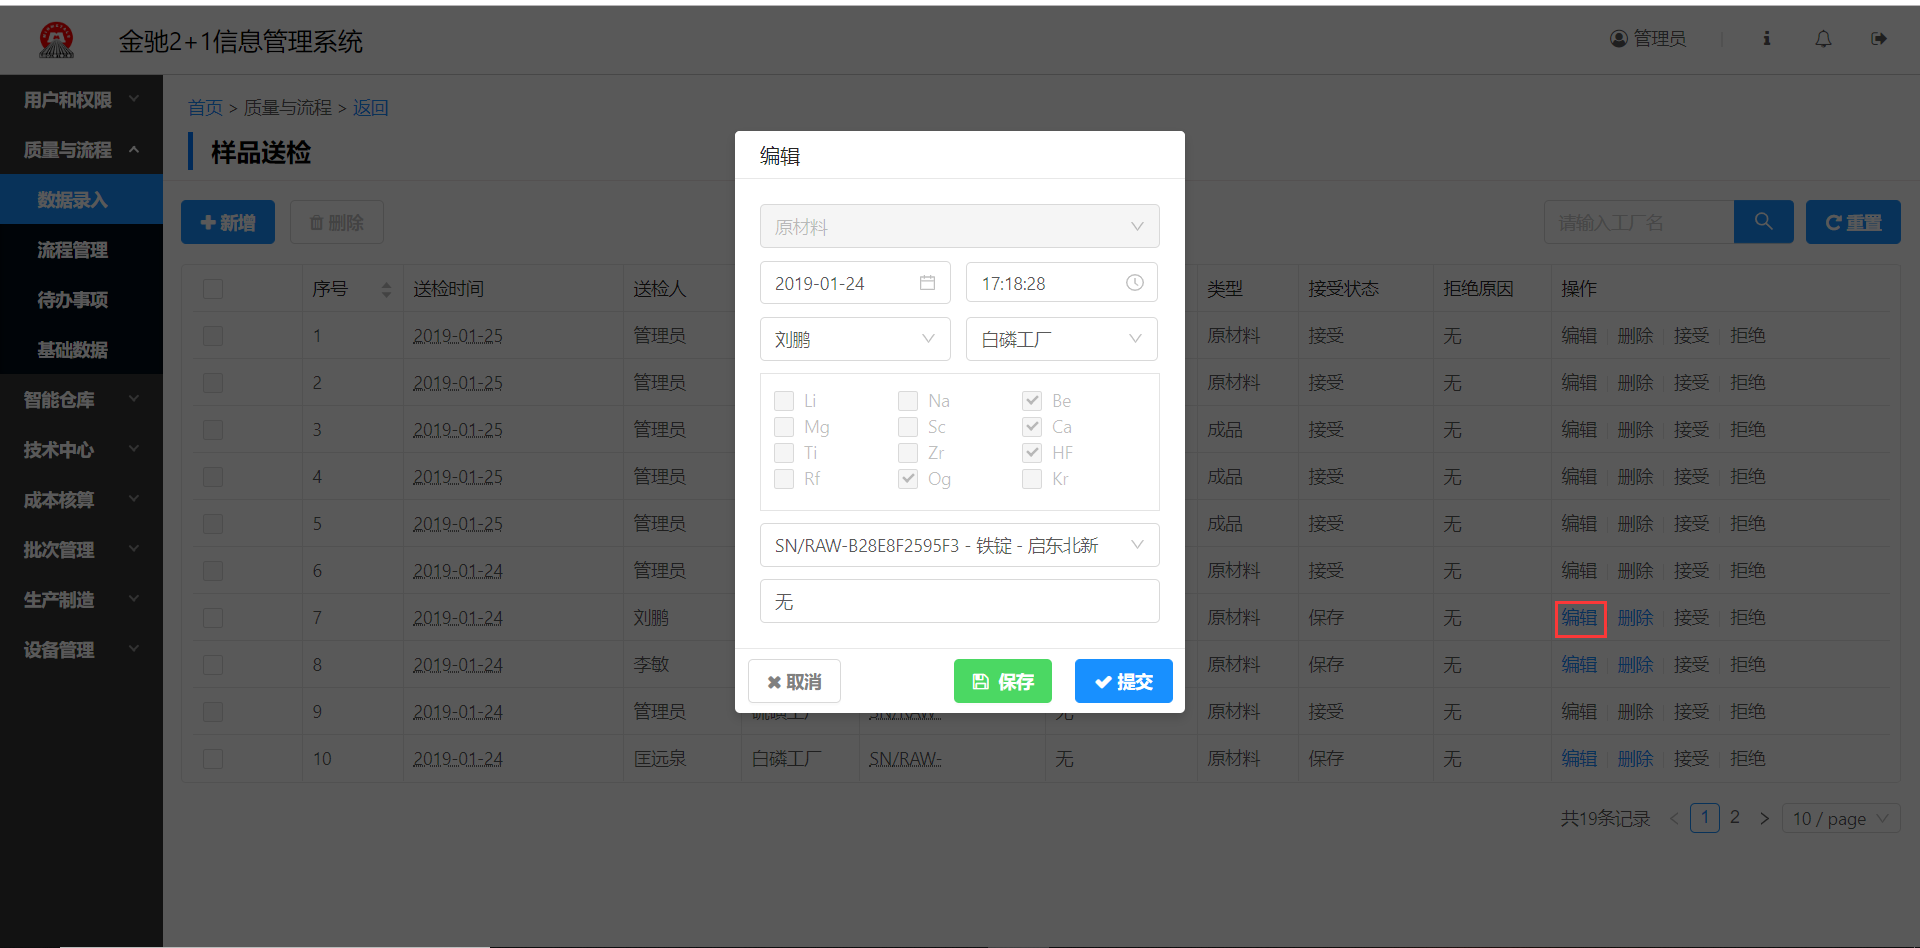 金驰2+1信息管理系统
管理员
用户和权限
质量与流程
数据录入
流程管理
待办事项
基础数据
智能仓库
技术中心
成本核算
批次管理
生产制造
设备管理
首页 > 质量与流程 > 返回
样品送检
新增 删除
请输入工厂名 重置
序号 送检时间 送检人 类型 接受状态 拒绝原因 操作
1 2019-01-25 管理员 原材料 接受 无 编辑 删除 接受 拒绝
2 2019-01-25 管理员 原材料 接受 无 编辑 删除 接受 拒绝
3 2019-01-25 管理员 成品 接受 无 编辑 删除 接受 拒绝
4 2019-01-25 管理员 成品 接受 无 编辑 删除 接受 拒绝
5 2019-01-25 管理员 成品 接受 无 编辑 删除 接受 拒绝
6 2019-01-24 管理员 原材料 接受 无 编辑 删除 接受 拒绝
7 2019-01-24 刘鹏 原材料 保存 无 编辑 删除 接受 拒绝
8 2019-01-24 李敏 原材料 保存 无 编辑 删除 接受 拒绝
9 2019-01-24 管理员 硫磺工厂 SN/RAW- 无 原材料 接受 无 编辑 删除 接受 拒绝
10 2019-01-24 匡远泉 白磷工厂 SN/RAW- 无 原材料 保存 无 编辑 删除 接受 拒绝
共19条记录 < 1 2 > 10 / page
编辑
原材料
2019-01-24 17:18:28
刘鹏 白磷工厂
Li Na Be
Mg Sc Ca
Ti Zr HF
Rf Og Kr
SN/RAW-B28E8F2595F3 - 铁锭 - 启东北新
无
取消 保存 提交